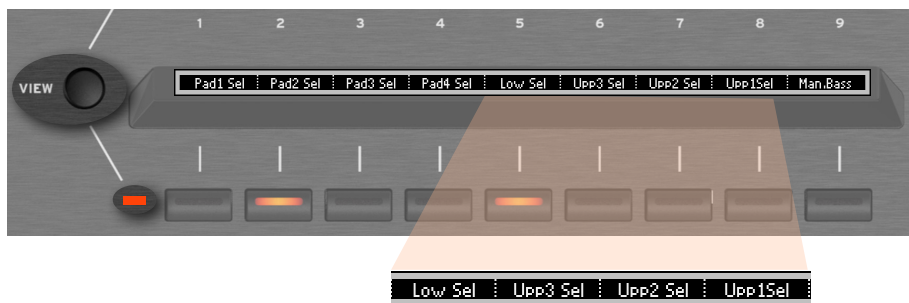 1 2 3 4 5 6 7 8 9
VIEW
Pad1 Sel Pad2 Sel Pad3 Sel Pad4 Sel Low Sel Upp3 Sel Upp2 Sel Upp1Sel Man.Bass
Low Sel Upp3 Sel Upp2 Sel Upp1Sel